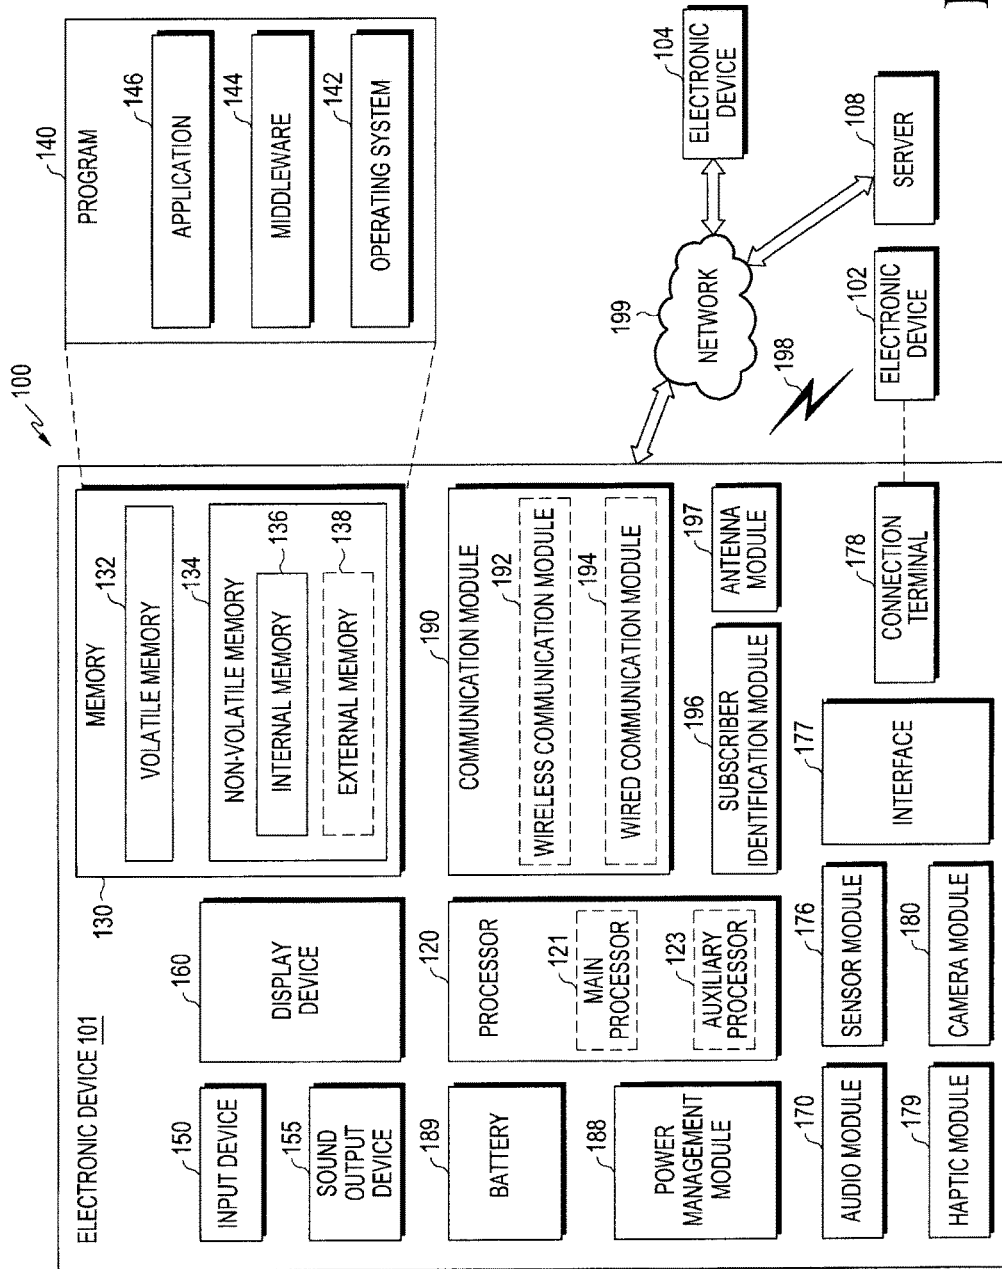 100
ELECTRONIC DEVICE 101
150
INPUT DEVICE
155
SOUND
OUTPUT
DEVICE
160
DISPLAY
DEVICE
130
MEMORY
132
VOLATILE MEMORY
134
NON-VOLATILE MEMORY
136
INTERNAL MEMORY
138
EXTERNAL MEMORY
140
PROGRAM
146
APPLICATION
144
MIDDLEWARE
142
OPERATING SYSTEM
189
BATTERY
188
POWER
MANAGEMENT
MODULE
120
PROCESSOR
121
MAIN
PROCESSOR
123
AUXILIARY
PROCESSOR
190
COMMUNICATION MODULE
192
WIRELESS COMMUNICATION MODULE
194
WIRED COMMUNICATION MODULE
196
SUBSCRIBER
IDENTIFICATION MODULE
197
ANTENNA
MODULE
170
AUDIO MODULE
176
SENSOR MODULE
179
HAPTIC MODULE
180
CAMERA MODULE
177
INTERFACE
178
CONNECTION
TERMINAL
199
NETWORK
198
104
ELECTRONIC
DEVICE
102
ELECTRONIC
DEVICE
108
SERVER